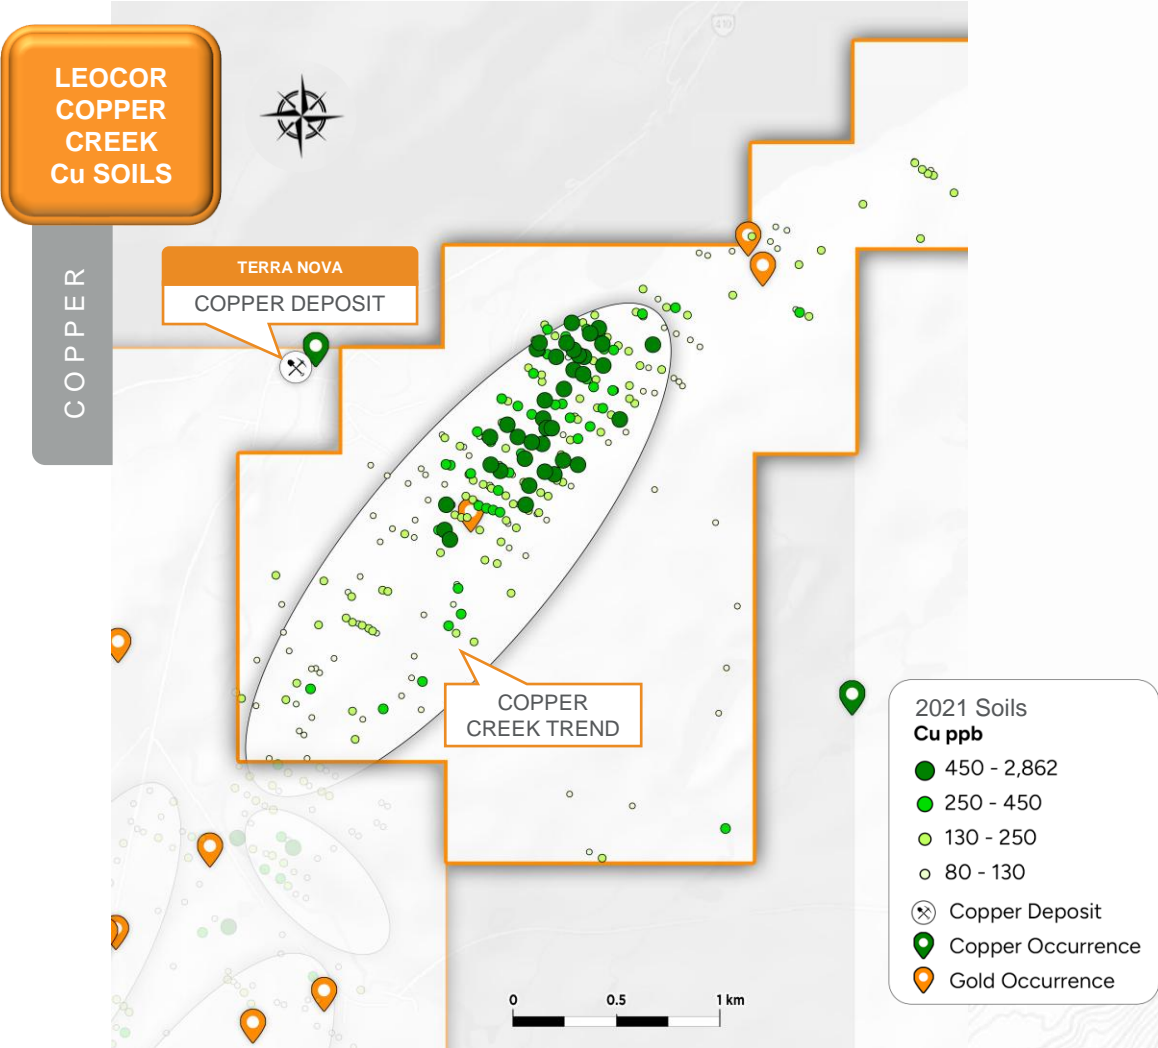 LEOCOR
COPPER
CREEK
Cu SOILS
COPPER
410
TERRA NOVA
COPPER DEPOSIT
COPPER
CREEK TREND
2021 Soils
Cu ppb
450 - 2,862
250 - 450
130 - 250
80 - 130
Copper Deposit
Copper Occurrence
Gold Occurrence
0 0.5 1 km